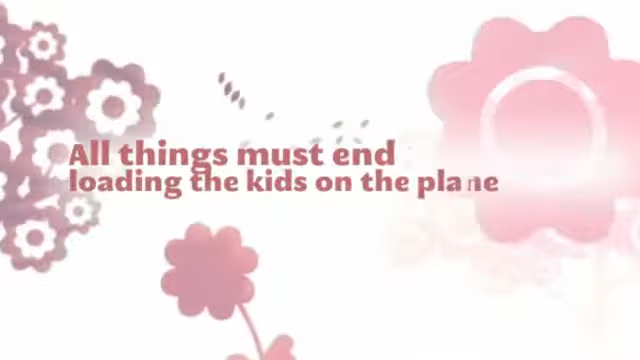 All things must end
loading the kids on the plane